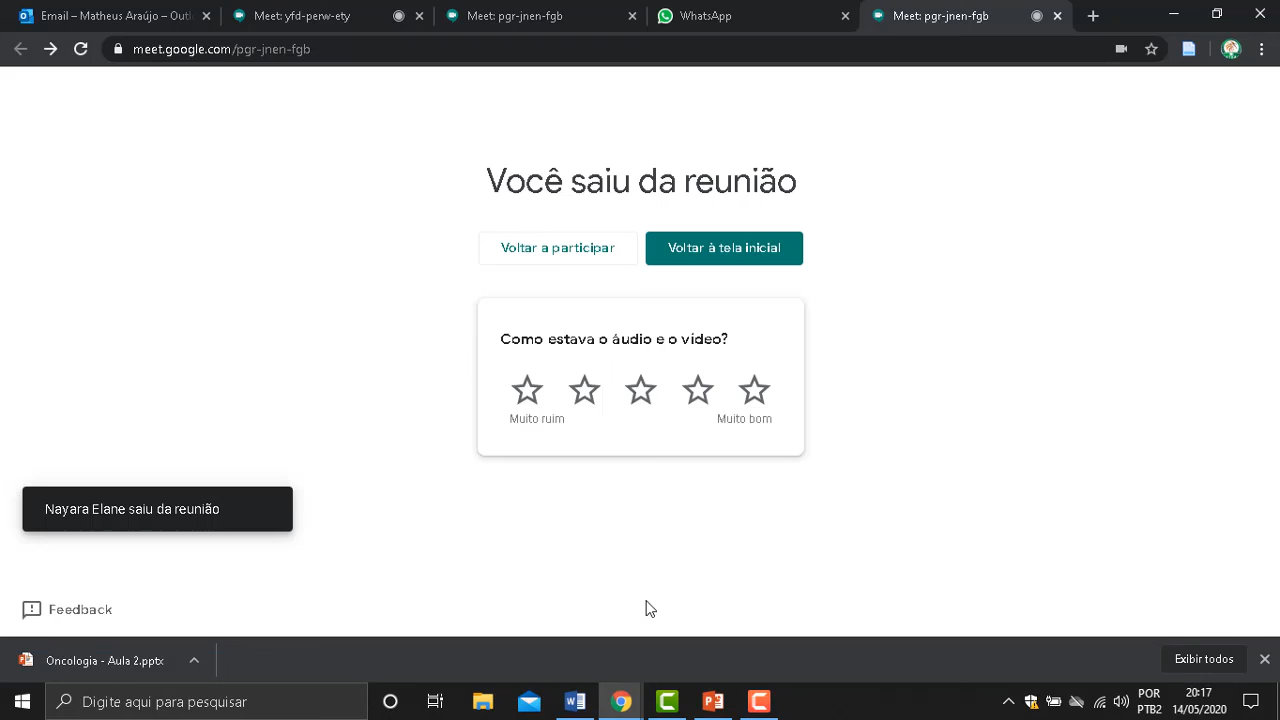 Email – Matheus Araújo – Outl
Meet: yfd-perw-ety
Meet: pgr-jnen-fgb
WhatsApp
Meet: pgr-jnen-fgb
meet.google.com/pgr-jnen-fgb
Você saiu da reunião
Voltar a participar
Voltar à tela inicial
Como estava o áudio e o vídeo?
Muito ruim
Muito bom
Nayara Elane saiu da reunião
Feedback
Oncologia - Aula 2.pptx
Exibir todos
Digite aqui para pesquisar
POR
PTB2
20:17
14/05/2020